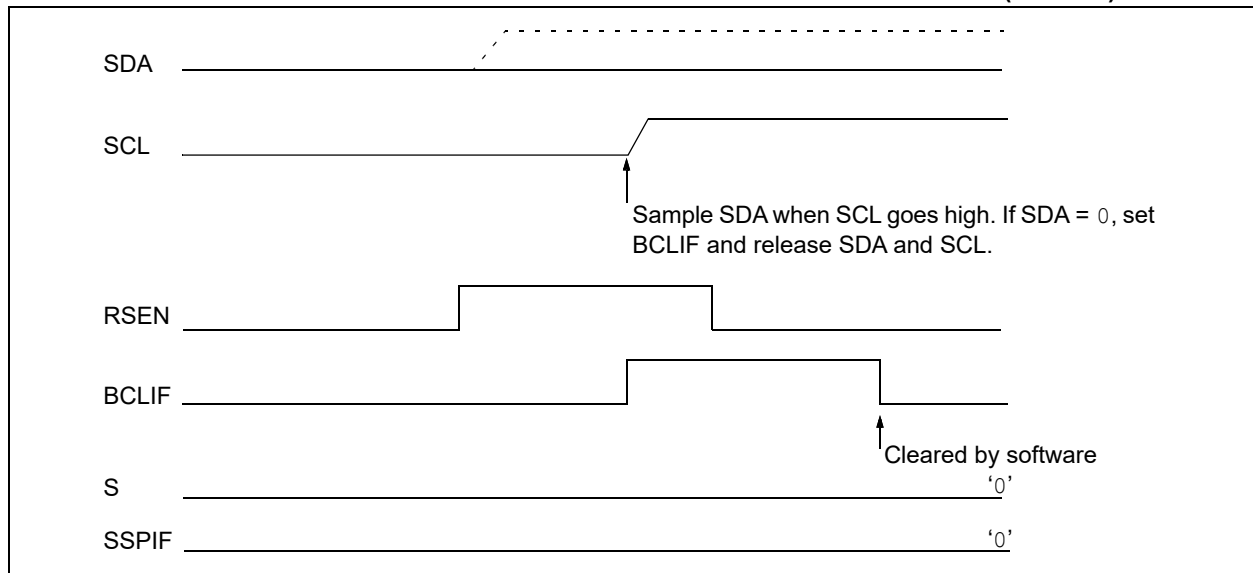 SDA
SCL
Sample SDA when SCL goes high. If SDA = 0, set
BCLIF and release SDA and SCL.
RSEN
BCLIF
Cleared by software
S
‘0’
SSPIF
‘0’